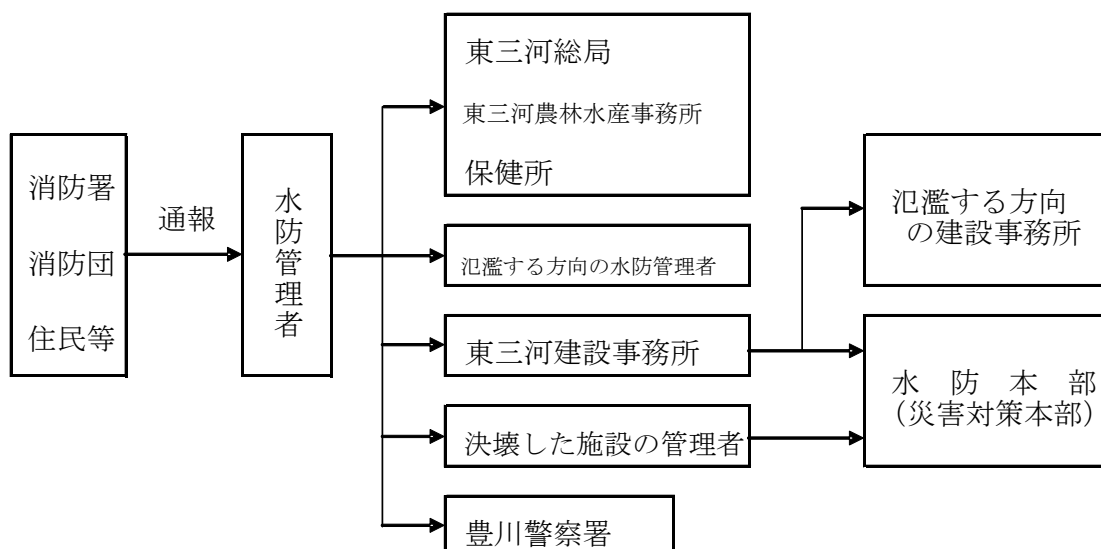 消防署
消防団
住民等
通報
水防管理者
東三河総局
東三河農林水産事務所
保健所
氾濫する方向の水防管理者
東三河建設事務所
決壊した施設の管理者
豊川警察署
氾濫する方向
の建設事務所
水防本部
(災害対策本部)